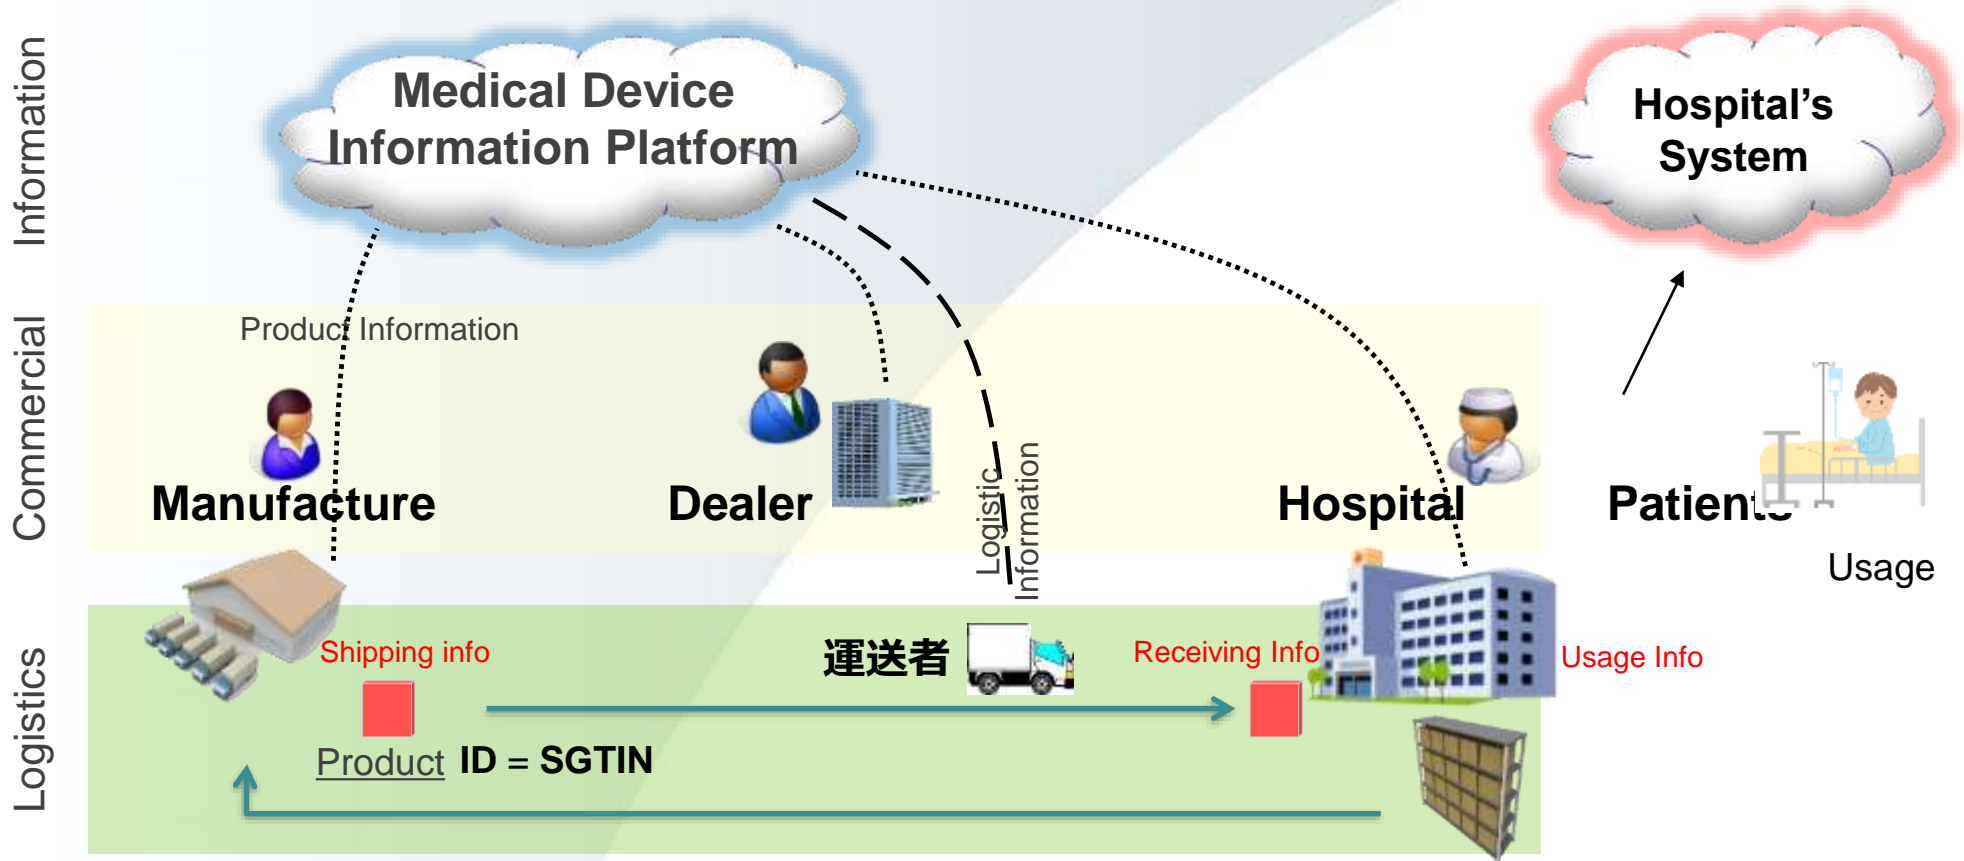 Information
Medical Device
Information Platform
Hospital's
System
Commercial
Product Information
Manufacture
Dealer
Logistic
Information
Hospital
Patients
Usage
Logistics
Shipping info
運送者
Receiving Info
Usage Info
Product ID = SGTIN